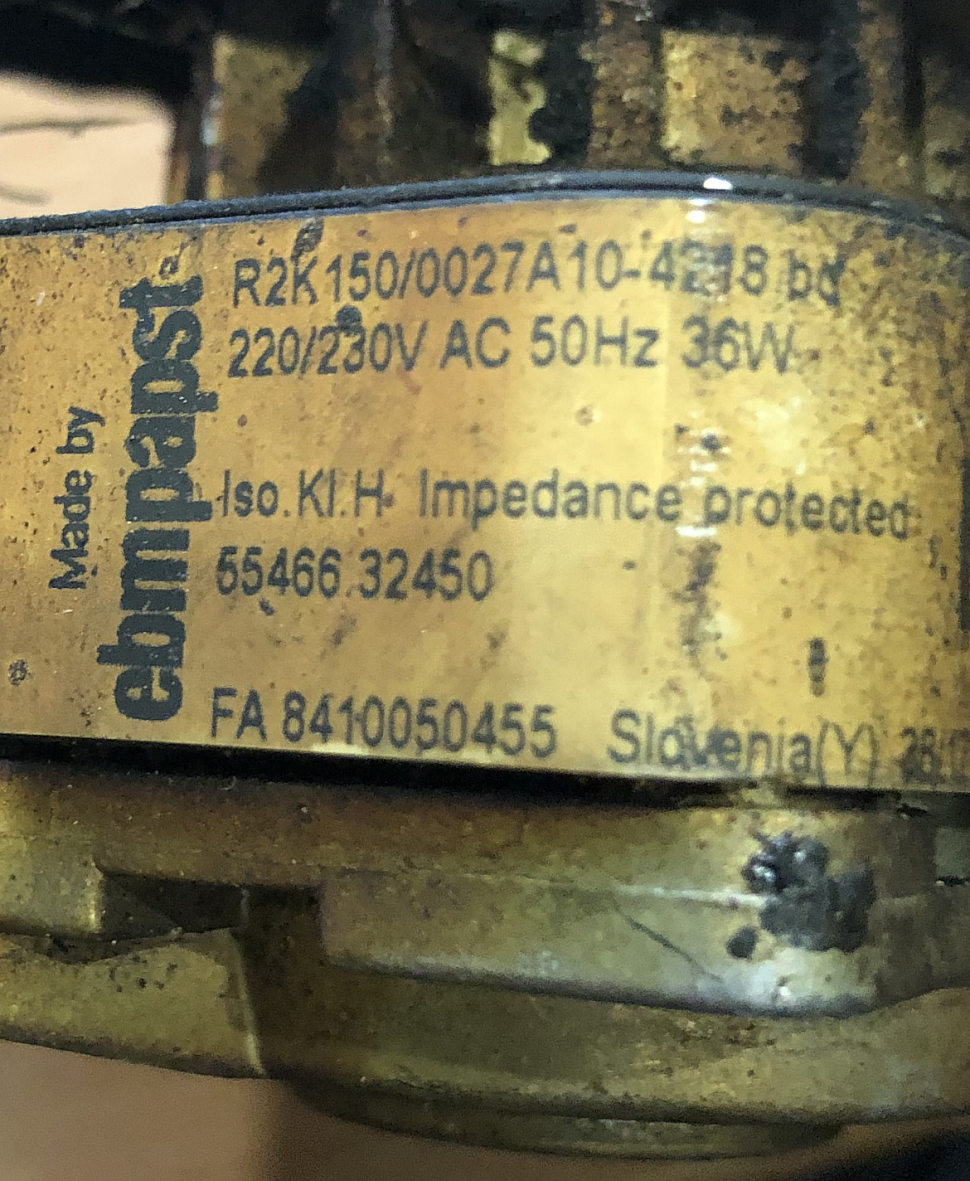 Made by
ebmpapst
R2K150/0027A10-4218 bd
220/230V AC 50Hz 36W
Iso.Kl.H Impedance protected
55466.32450
FA 8410050455 Slovenia(Y)